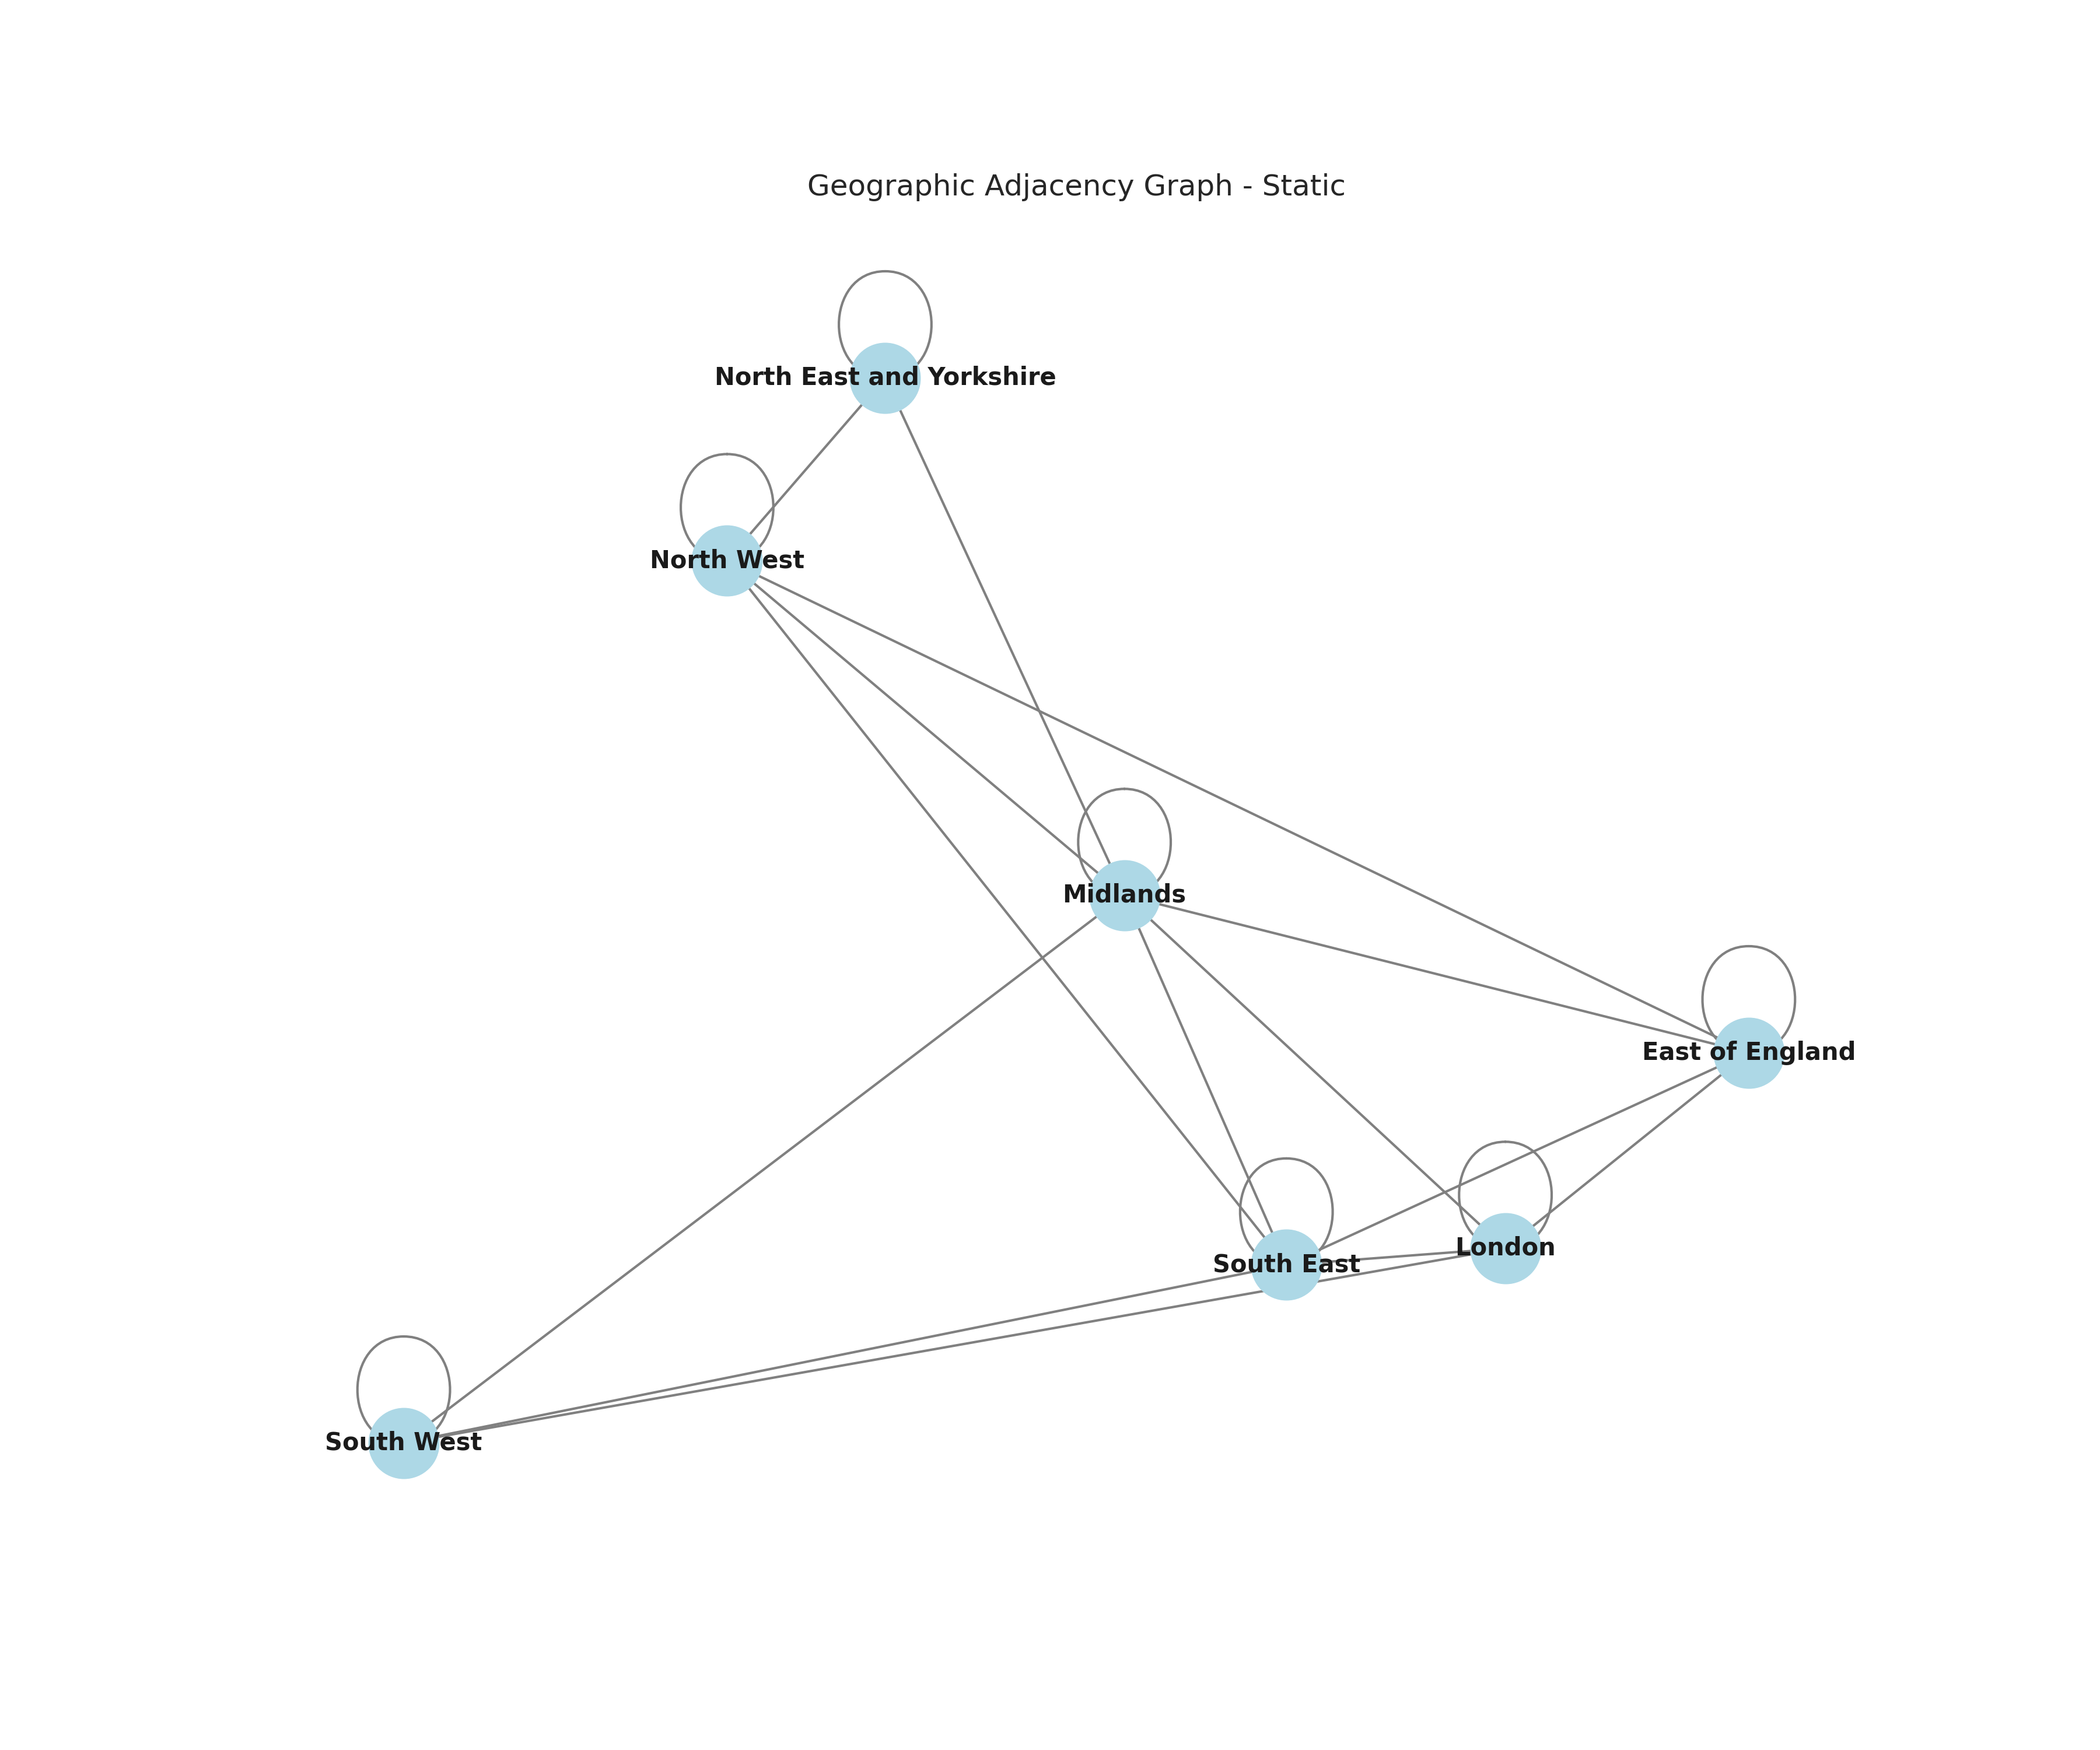 Geographic Adjacency Graph - Static
North East and Yorkshire
North West
Midlands
East of England
London
South East
South West